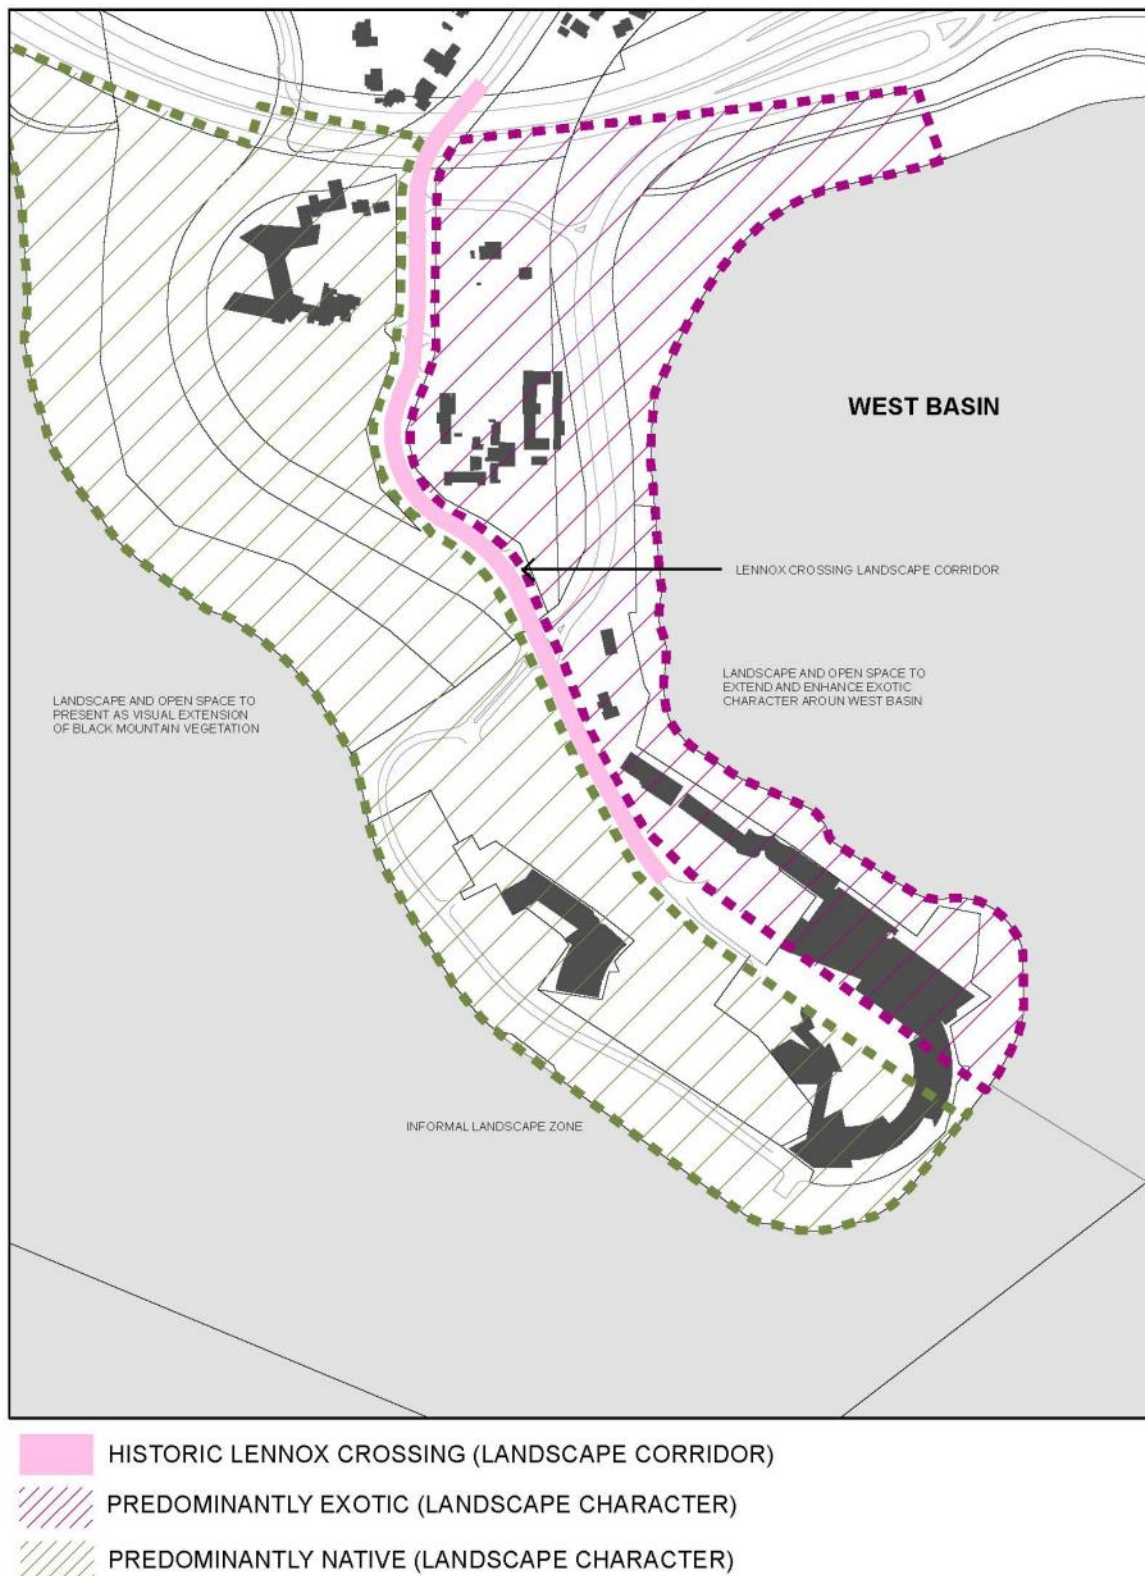 WEST BASIN
LENNOX CROSSING LANDSCAPE CORRIDOR
LANDSCAPE AND OPEN SPACE TO
EXTEND AND ENHANCE EXOTIC
CHARACTER AROUN WEST BASIN
LANDSCAPE AND OPEN SPACE TO
PRESENT AS VISUAL EXTENSION
OF BLACK MOUNTAIN VEGETATION
INFORMAL LANDSCAPE ZONE
HISTORIC LENNOX CROSSING (LANDSCAPE CORRIDOR)
PREDOMINANTLY EXOTIC (LANDSCAPE CHARACTER)
PREDOMINANTLY NATIVE (LANDSCAPE CHARACTER)